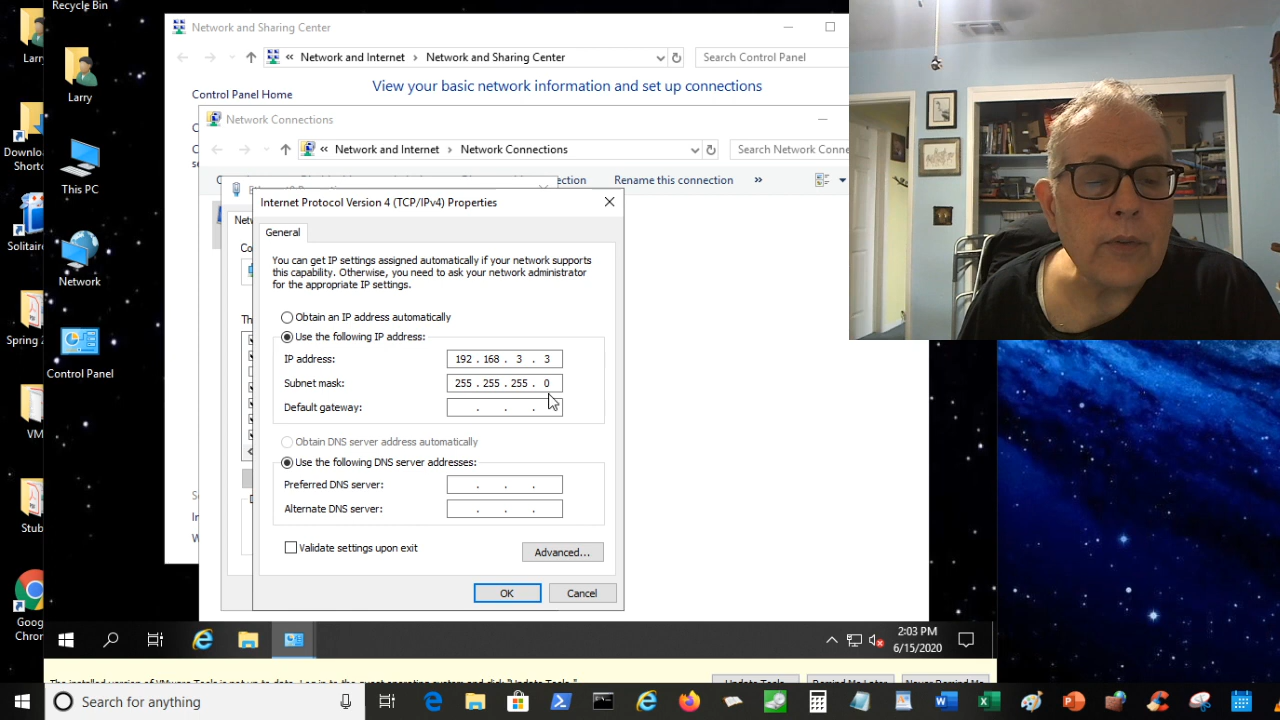 Recycle Bin
Network and Sharing Center
Larry
Network and Internet
Network and Sharing Center
Search Control Panel
Control Panel Home
View your basic network information and set up connections
Network Connections
Network and Internet
Network Connections
Search Network Conne
Rename this connection
»
Internet Protocol Version 4 (TCP/IPv4) Properties
General
You can get IP settings assigned automatically if your network supports
this capability. Otherwise, you need to ask your network administrator
for the appropriate IP settings.
Obtain an IP address automatically
Use the following IP address:
IP address:
192 . 168 . 3 . 3
Subnet mask:
255 . 255 . 255 . 0
Default gateway:
. . .
Obtain DNS server address automatically
Use the following DNS server addresses:
Preferred DNS server:
. . .
Alternate DNS server:
. . .
Validate settings upon exit
Advanced...
OK
Cancel
This PC
Network
Control Panel
Larr
Downlo
Shortc
Solitair
Spring 2
VM
Stub
Goog
Chron
2:03 PM
6/15/2020
Search for anything